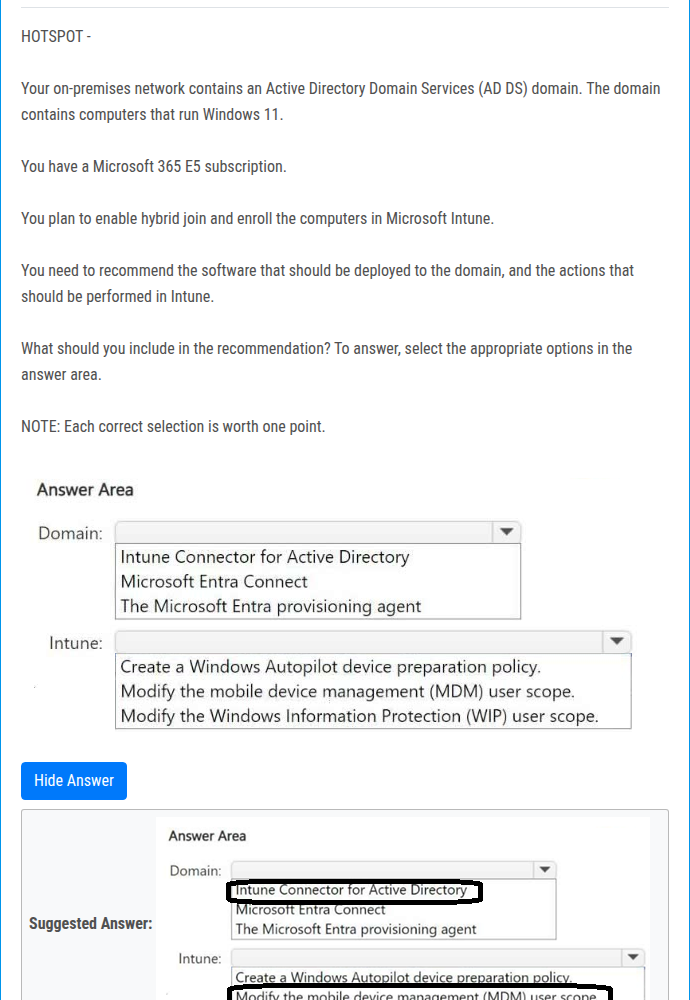 HOTSPOT -
Your on-premises network contains an Active Directory Domain Services (AD DS) domain. The domain
contains computers that run Windows 11.
You have a Microsoft 365 E5 subscription.
You plan to enable hybrid join and enroll the computers in Microsoft Intune.
You need to recommend the software that should be deployed to the domain, and the actions that
should be performed in Intune.
What should you include in the recommendation? To answer, select the appropriate options in the
answer area.
NOTE: Each correct selection is worth one point.
Answer Area
Domain:
Intune Connector for Active Directory
Microsoft Entra Connect
The Microsoft Entra provisioning agent
Intune:
Create a Windows Autopilot device preparation policy.
Modify the mobile device management (MDM) user scope.
Modify the Windows Information Protection (WIP) user scope.
Hide Answer
Answer Area
Domain:
Intune Connector for Active Directory
Microsoft Entra Connect
Suggested Answer:
The Microsoft Entra provisioning agent
Intune:
Create a Windows Autopilot device preparation policy.
Modify the mobile device management (MDM) user scope.